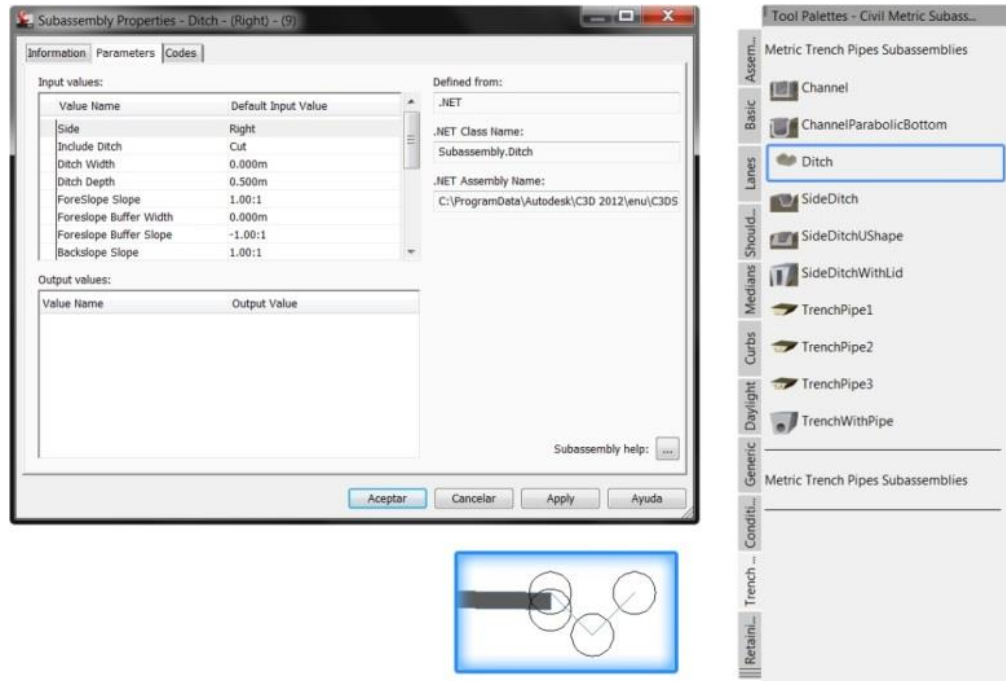 Subassembly Properties - Ditch - (Right) - (9)
Information Parameters Codes
Input values:
Value Name Default Input Value
Side Right
Include Ditch Cut
Ditch Width 0.000m
Ditch Depth 0.500m
ForeSlope Slope 1.00:1
Foreslope Buffer Width 0.000m
Foreslope Buffer Slope -1.00:1
Backslope Slope 1.00:1
Output values:
Value Name Output Value
Defined from:
.NET
.NET Class Name:
Subassembly.Ditch
.NET Assembly Name:
C:\ProgramData\Autodesk\C3D 2012\enu\C3DS
Subassembly help: ...
Aceptar Cancelar Apply Ayuda
Tool Palettes - Civil Metric Subass...
Assem...
Basic
Lanes
Should...
Medians
Curbs
Daylight
Generic
Conditi...
Trench ...
Retaini...
Metric Trench Pipes Subassemblies
Channel
ChannelParabolicBottom
Ditch
SideDitch
SideDitchUShape
SideDitchWithLid
TrenchPipe1
TrenchPipe2
TrenchPipe3
TrenchWithPipe
Metric Trench Pipes Subassemblies